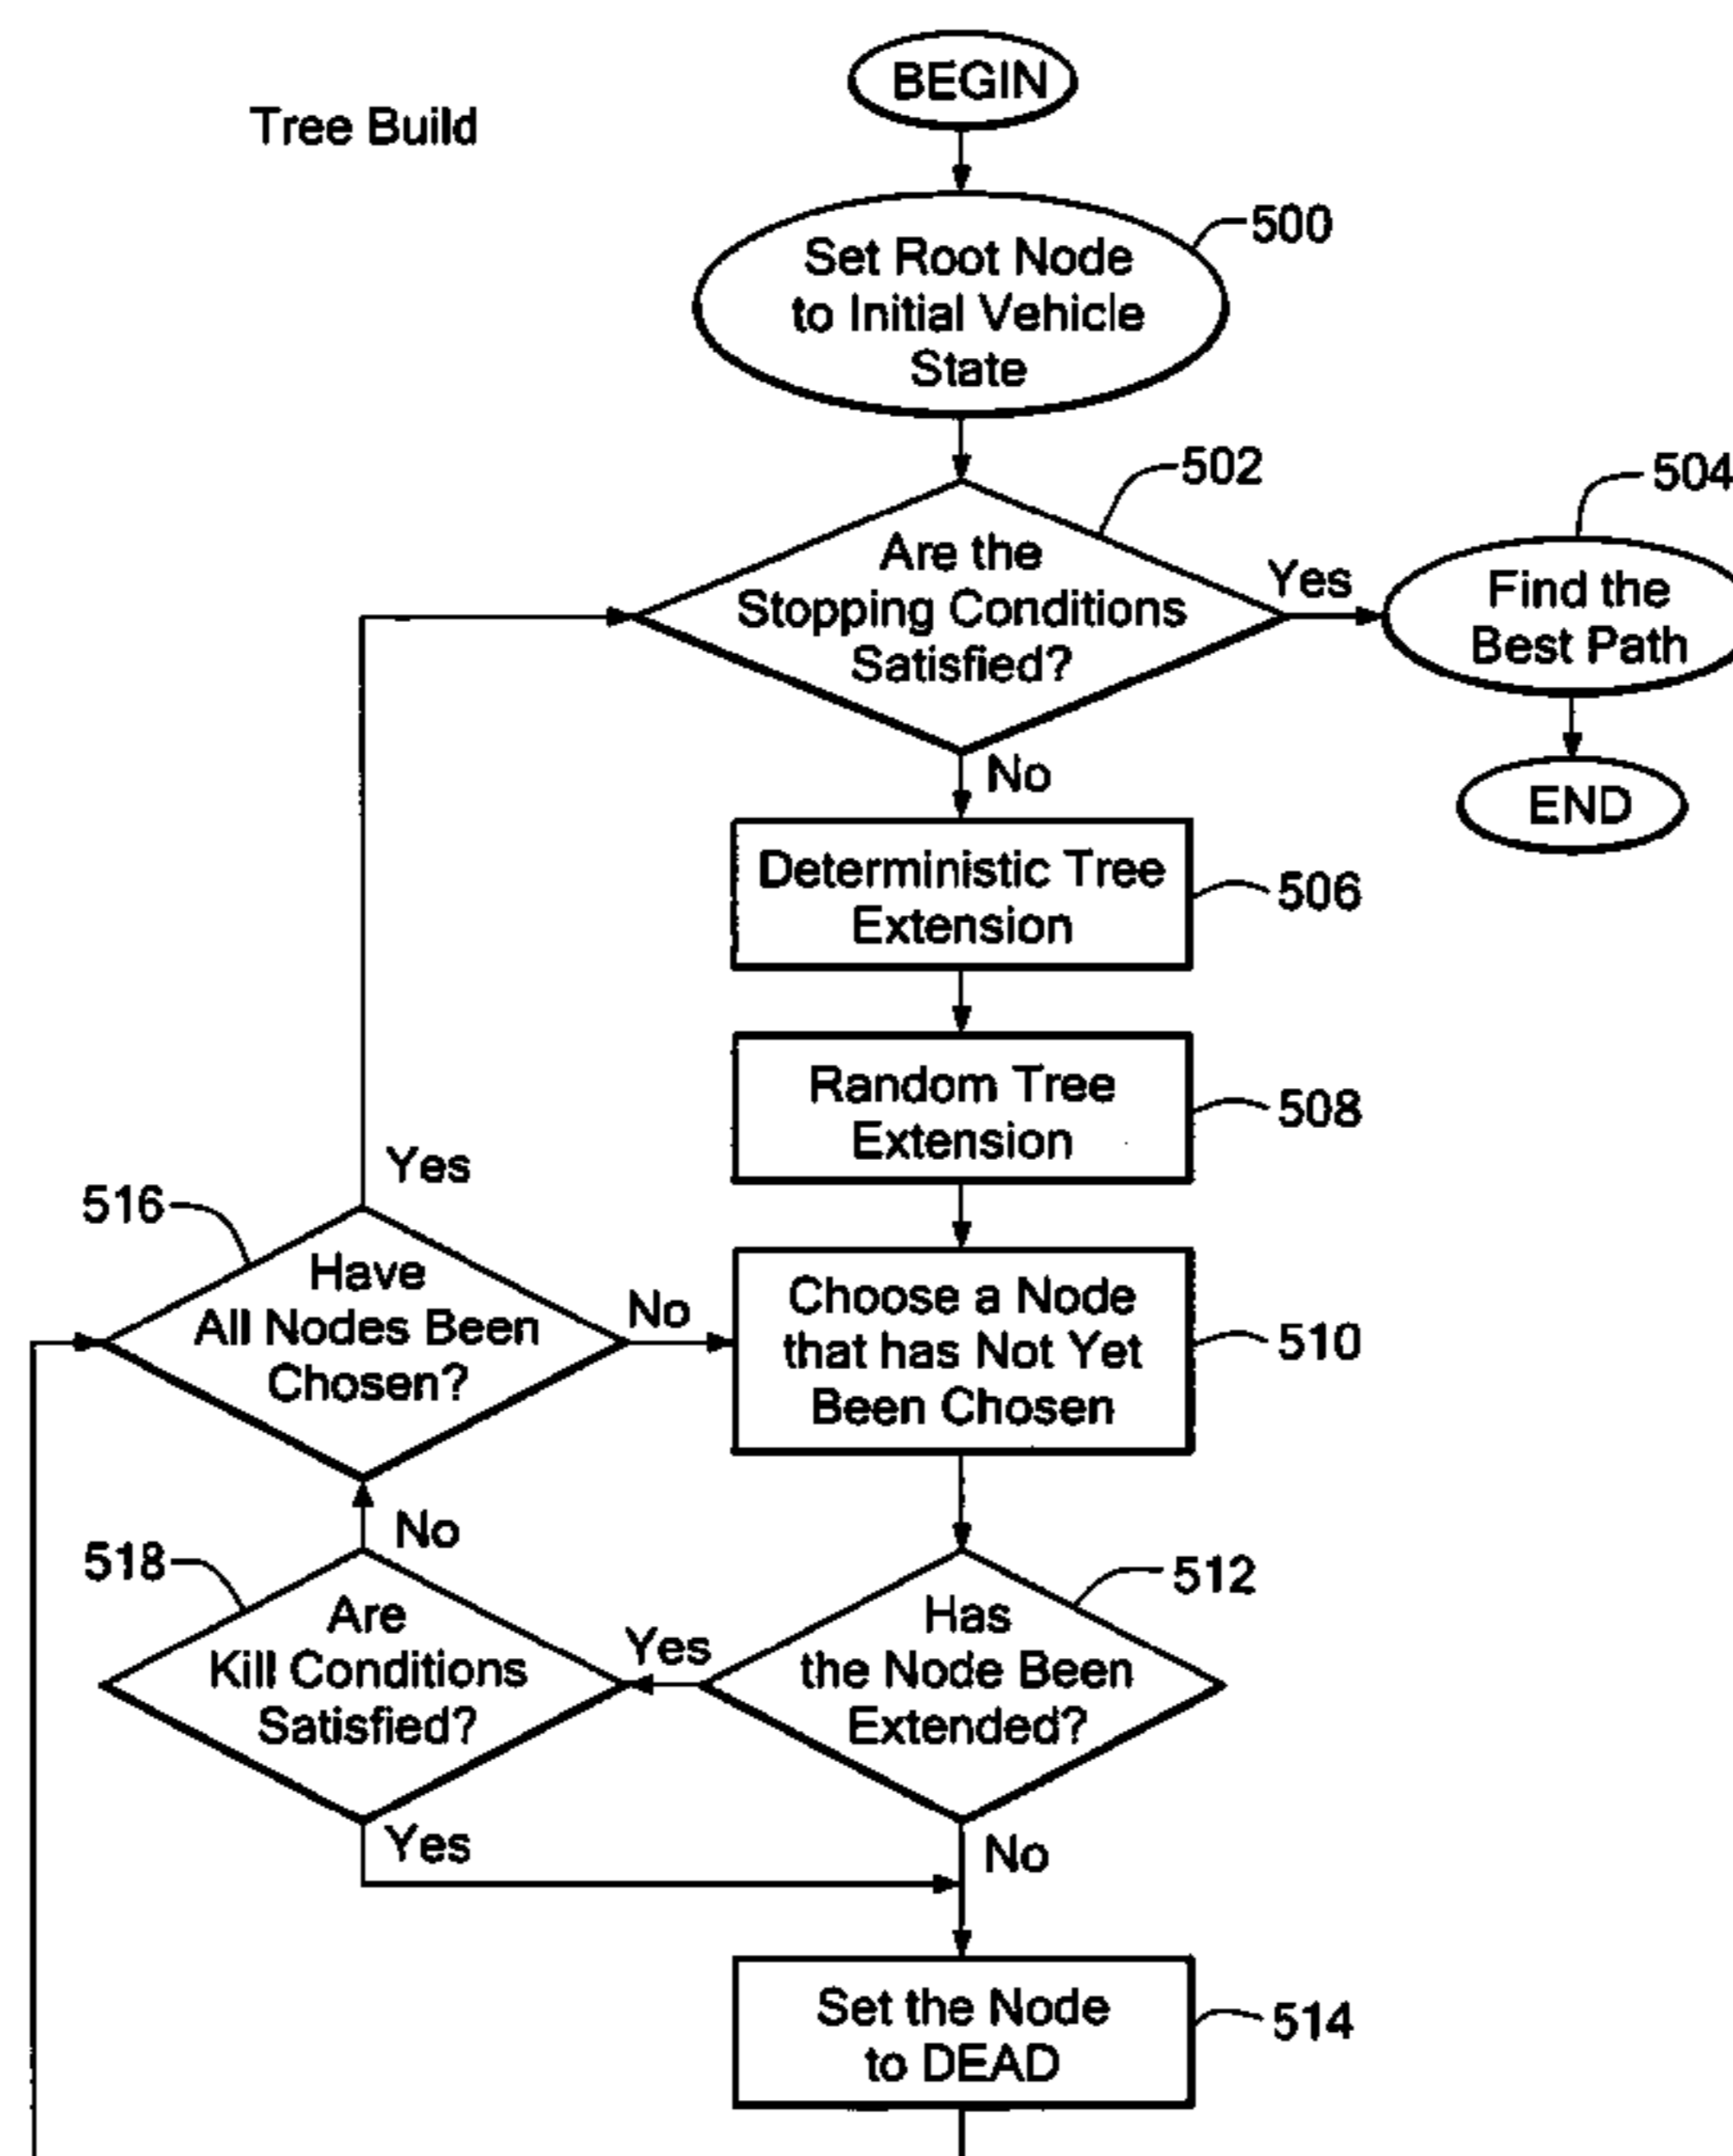 BEGIN
Tree Build
500
Set Root Node
to Initial Vehicle
State
502
504
Are the
Stopping Conditions
Satisfied?
Yes
Find the
Best Path
No
END
Deterministic Tree
Extension
506
Random Tree
Extension
508
Yes
516
Have
All Nodes Been
Chosen?
No
Choose a Node
that has Not Yet
Been Chosen
510
No
518
Are
Kill Conditions
Satisfied?
Yes
512
Has
the Node Been
Extended?
Yes
No
Set the Node
to DEAD
514